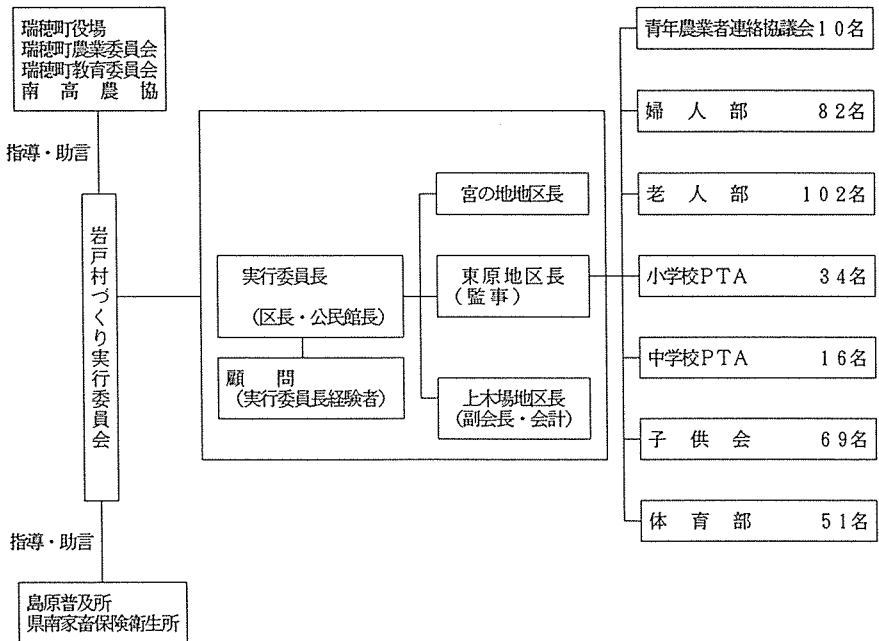 瑞穂町役場
瑞穂町農業委員会
瑞穂町教育委員会
南高農協
指導・助言
岩戸村づくり実行委員会
指導・助言
島原普及所
県南家畜保険衛生所
実行委員長
(区長・公民館長)
顧問
(実行委員長経験者)
宮の地地区長
東原地区長
(監事)
上木場地区長
(副会長・会計)
青年農業者連絡協議会10名
婦人部 82名
老人部 102名
小学校PTA 34名
中学校PTA 16名
子供会 69名
体育部 51名